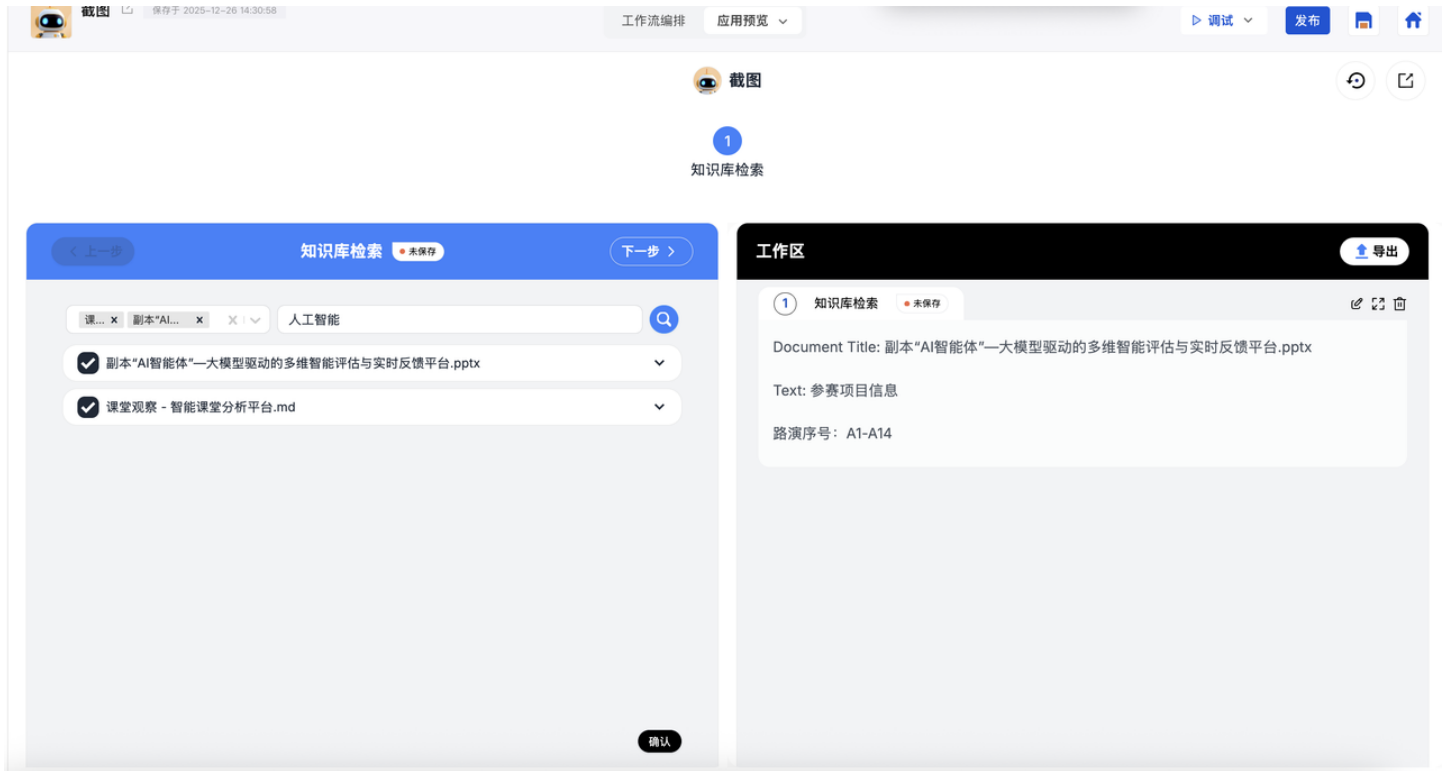 截图
保存于 2025-12-26 14:30:58
工作流编排
应用预览
调试
发布
截图
1
知识库检索
上一步
知识库检索
未保存
下一步
课...
副本“AI...
人工智能
副本“AI智能体”—大模型驱动的多维智能评估与实时反馈平台.pptx
课堂观察 - 智能课堂分析平台.md
确认
工作区
导出
1 知识库检索 未保存
Document Title: 副本“AI智能体”—大模型驱动的多维智能评估与实时反馈平台.pptx
Text: 参赛项目信息
路演序号：A1-A14